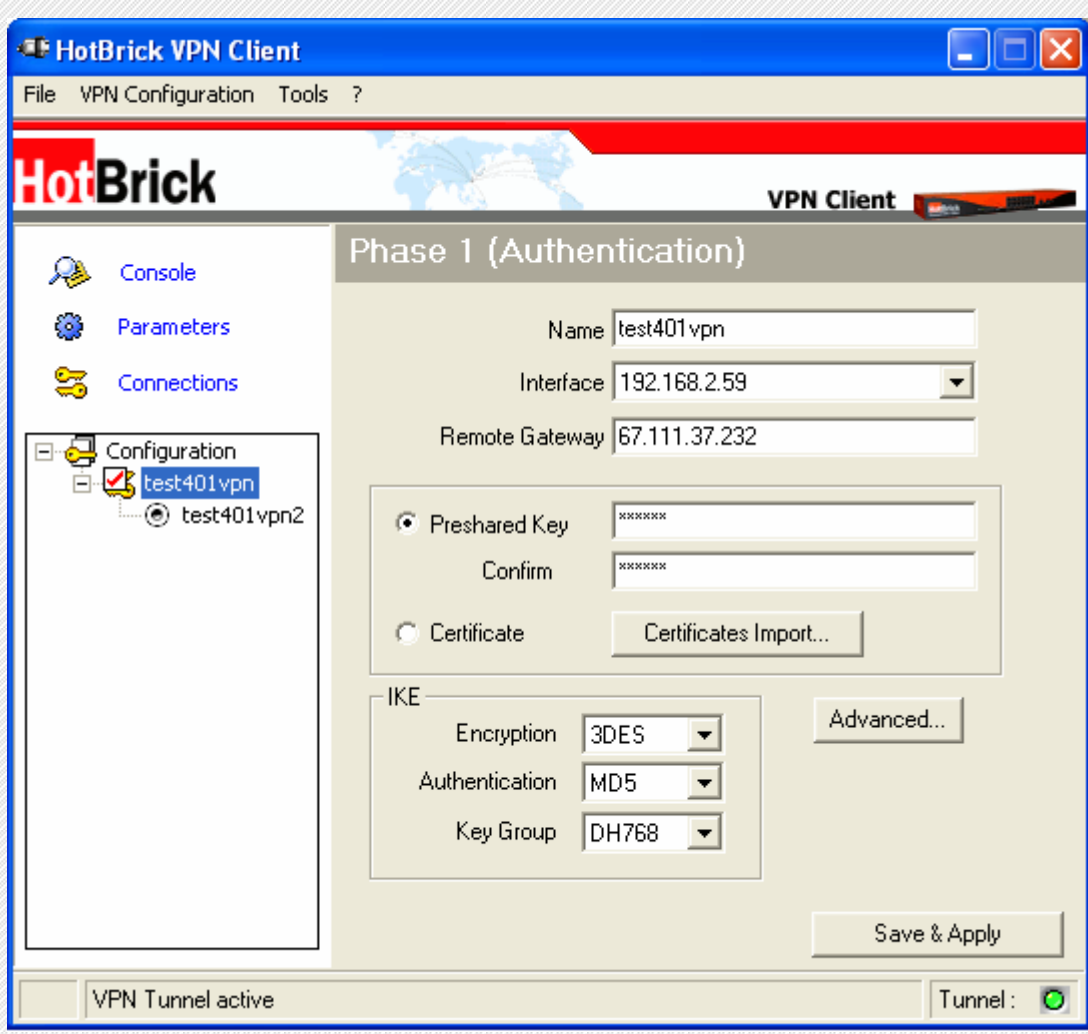 HotBrick VPN Client
File VPN Configuration Tools ?
HotBrick
VPN Client
Console
Parameters
Connections
Configuration
test401vpn
test401vpn2
Phase 1 (Authentication)
Name test401vpn
Interface 192.168.2.59
Remote Gateway 67.111.37.232
Preshared Key ××××××
Confirm ××××××
Certificate Certificates Import...
IKE
Encryption 3DES
Authentication MD5
Key Group DH768
Advanced...
Save & Apply
VPN Tunnel active
Tunnel :